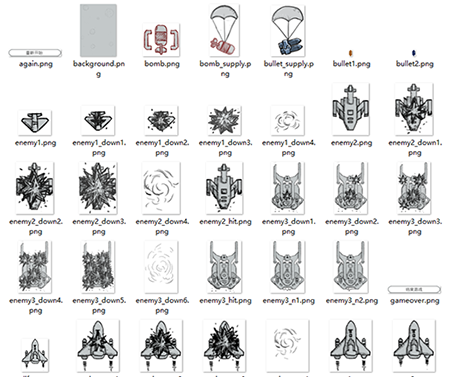 重新开始
again.png
background.pn
g
bomb.png
bomb_supply.p
ng
bullet_supply.p
ng
bullet1.png
bullet2.png
enemy1.png
enemy1_down1.
png
enemy1_down2.
png
enemy1_down3.
png
enemy1_down4.
png
enemy2.png
enemy2_down1.
png
enemy2_down2.
png
enemy2_down3.
png
enemy2_down4.
png
enemy2_hit.png
enemy3_down1.
png
enemy3_down2.
png
enemy3_down3.
png
enemy3_down4.
png
enemy3_down5.
png
enemy3_down6.
png
enemy3_hit.png
enemy3_n1.png
enemy3_n2.png
结束游戏
gameover.png